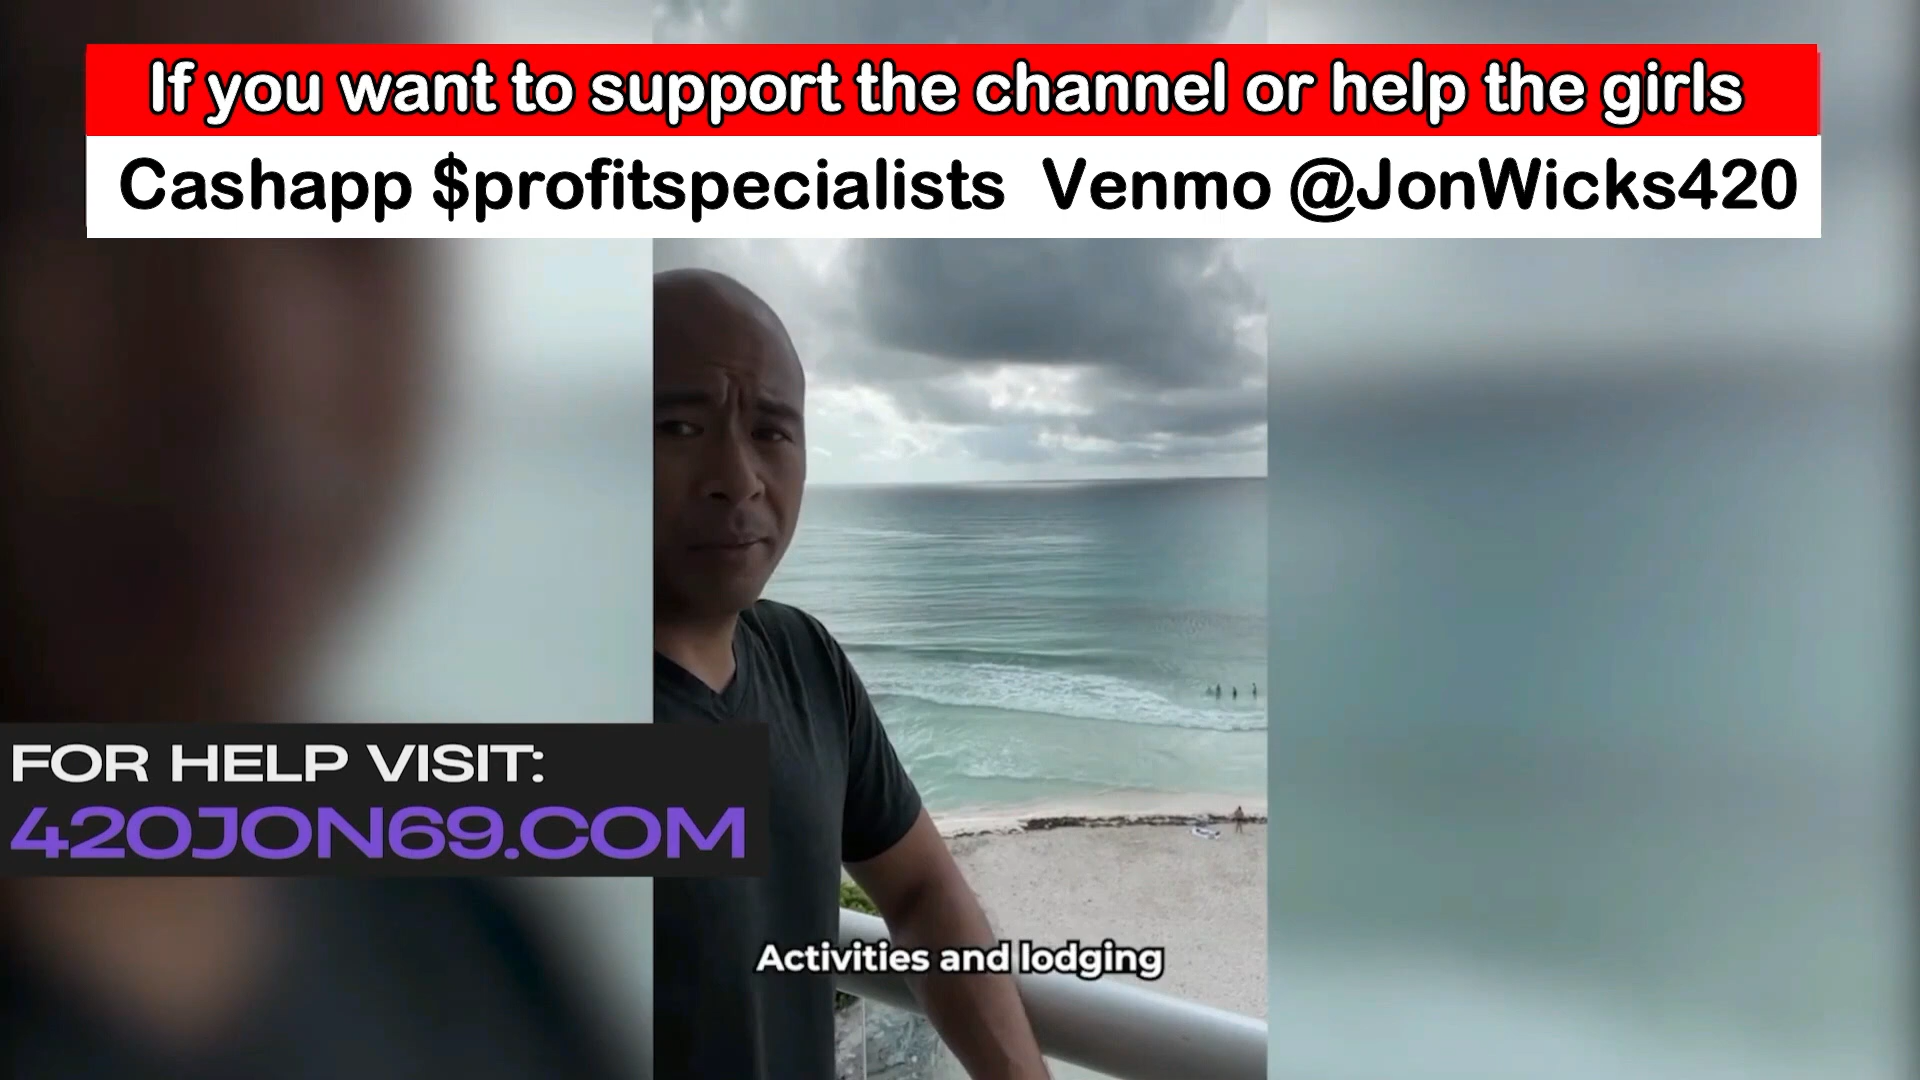 If you want to support the channel or help the girls
Cashapp $profitspecialists Venmo @JonWicks420
FOR HELP VISIT:
420JON69.COM
Activities and lodging